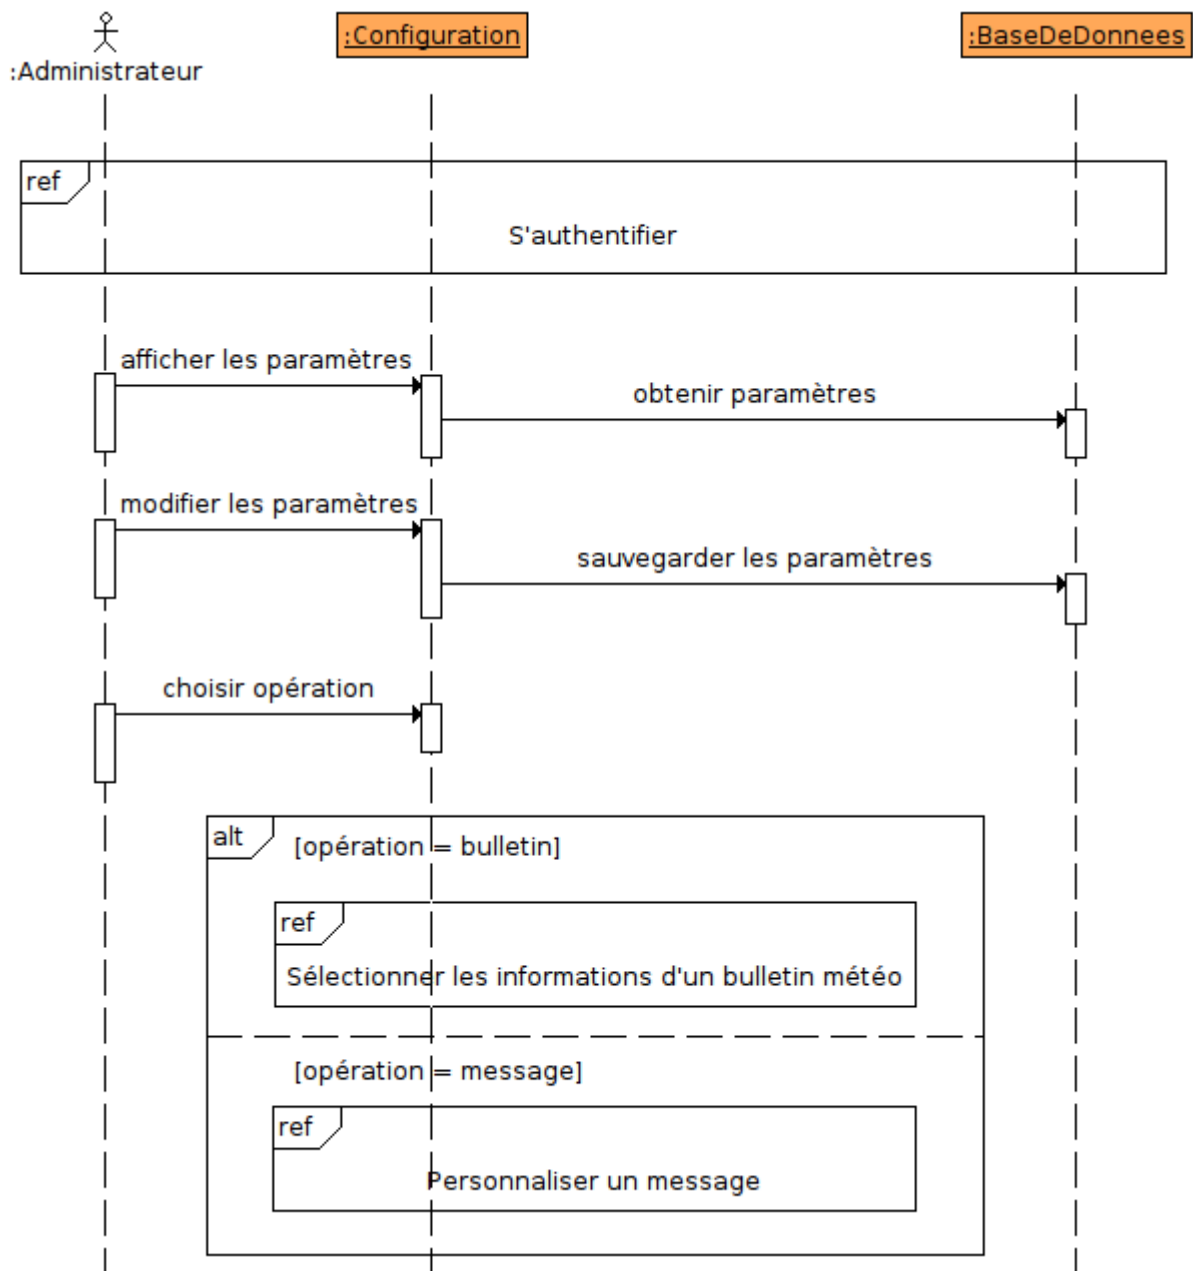 :Configuration
:BaseDeDonnees
:Administrateur
ref
S'authentifier
afficher les paramètres
obtenir paramètres
modifier les paramètres
sauvegarder les paramètres
choisir opération
alt
[opération = bulletin]
ref
Sélectionner les informations d'un bulletin météo
[opération = message]
ref
Personnaliser un message